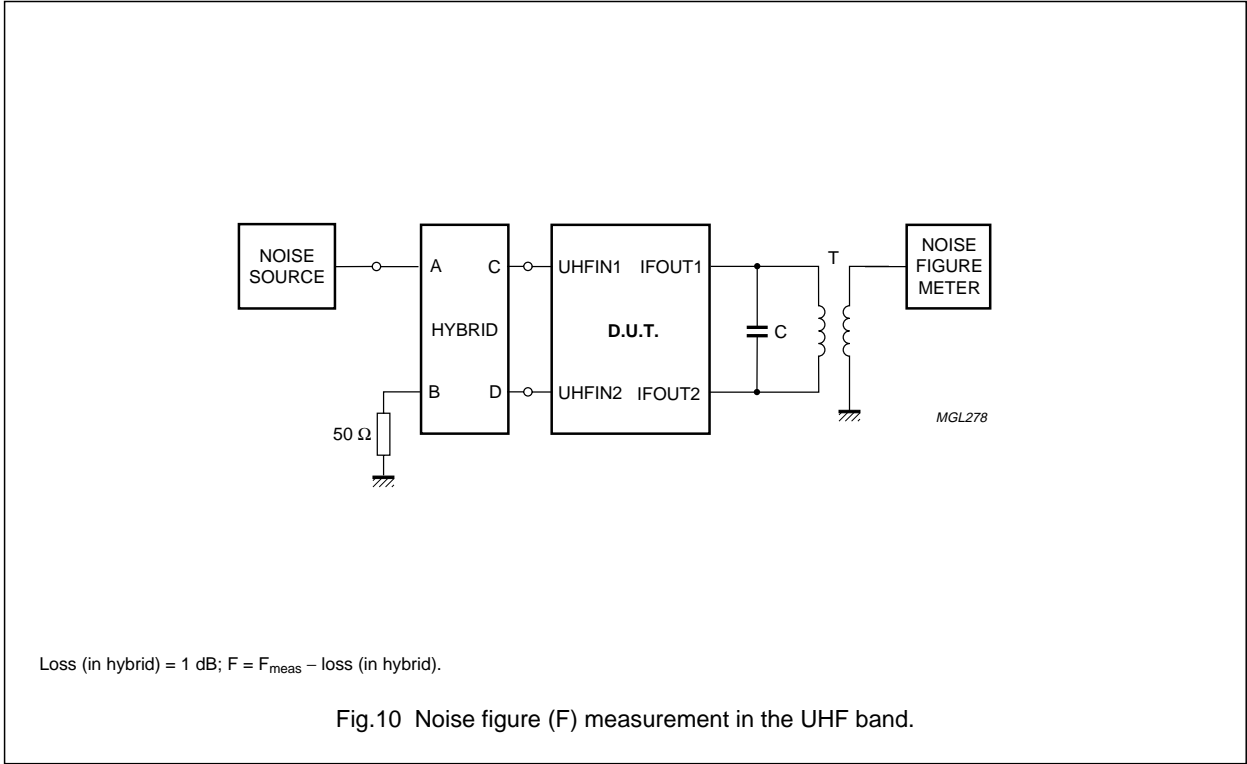 NOISE
SOURCE
A
B
C
D
HYBRID
50 Ω
UHFIN1
IFOUT1
D.U.T.
UHFIN2
IFOUT2
C
T
NOISE
FIGURE
METER
MGL278
Loss (in hybrid) = 1 dB; F = Fmeas − loss (in hybrid).
Fig.10 Noise figure (F) measurement in the UHF band.